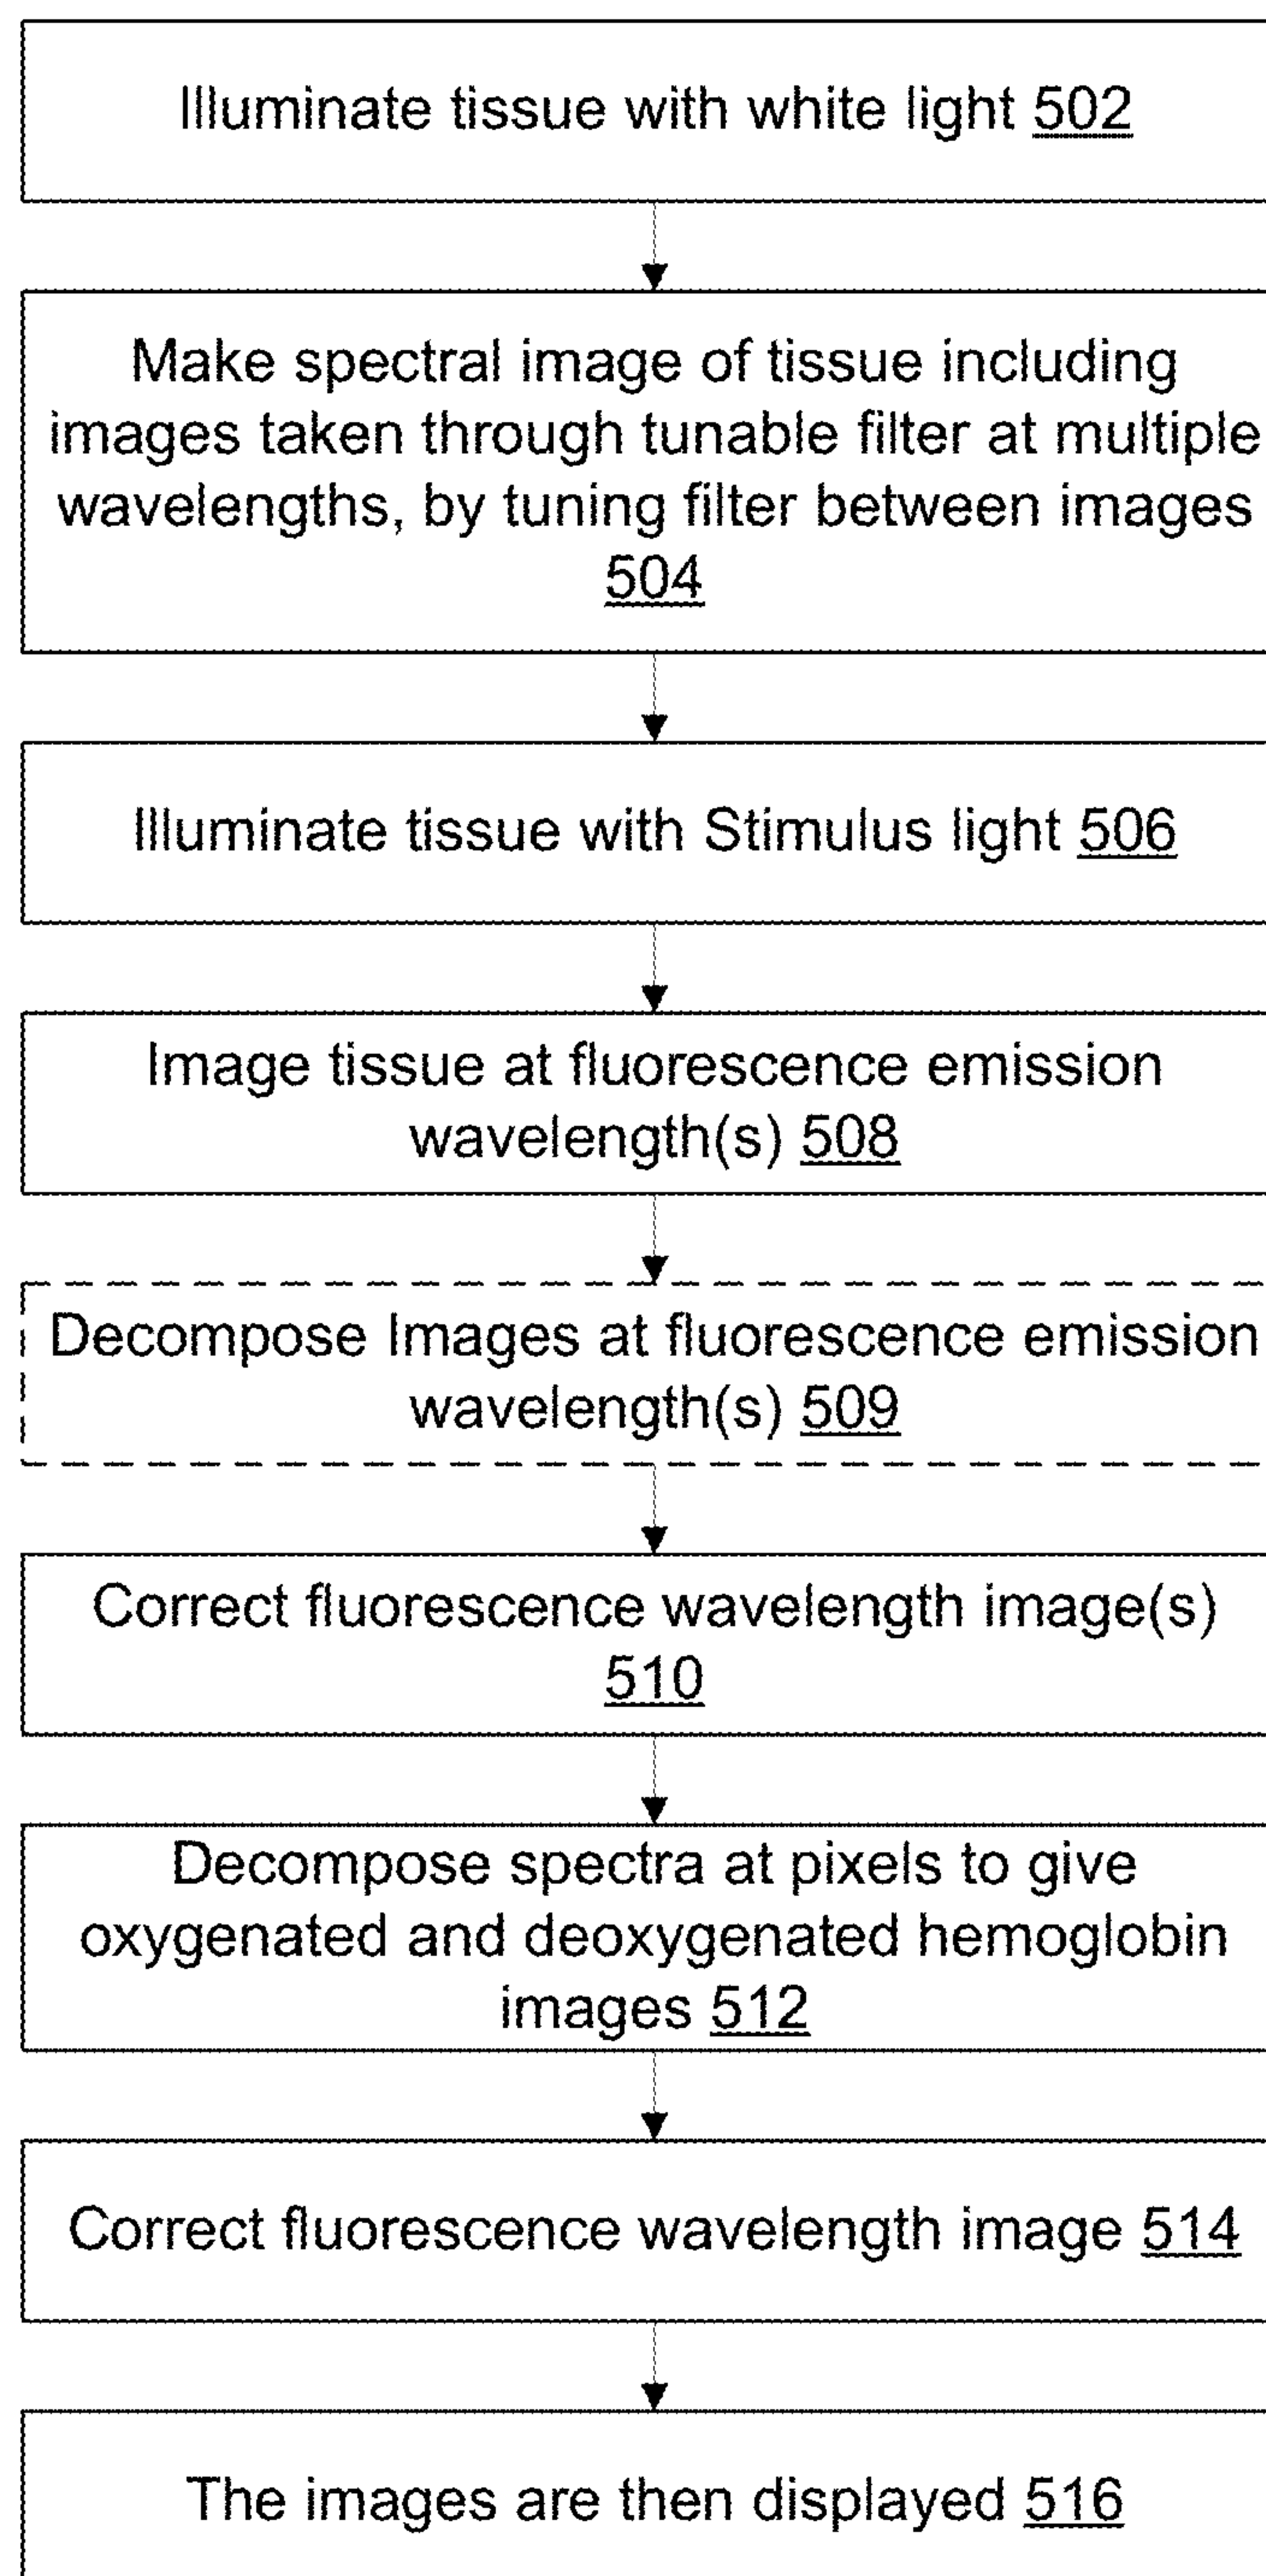 Illuminate tissue with white light 502
Make spectral image of tissue including
images taken through tunable filter at multiple
wavelengths, by tuning filter between images
504
Illuminate tissue with Stimulus light 506
Image tissue at fluorescence emission
wavelength(s) 508
Decompose Images at fluorescence emission
wavelength(s) 509
Correct fluorescence wavelength image(s)
510
Decompose spectra at pixels to give
oxygenated and deoxygenated hemoglobin
images 512
Correct fluorescence wavelength image 514
The images are then displayed 516